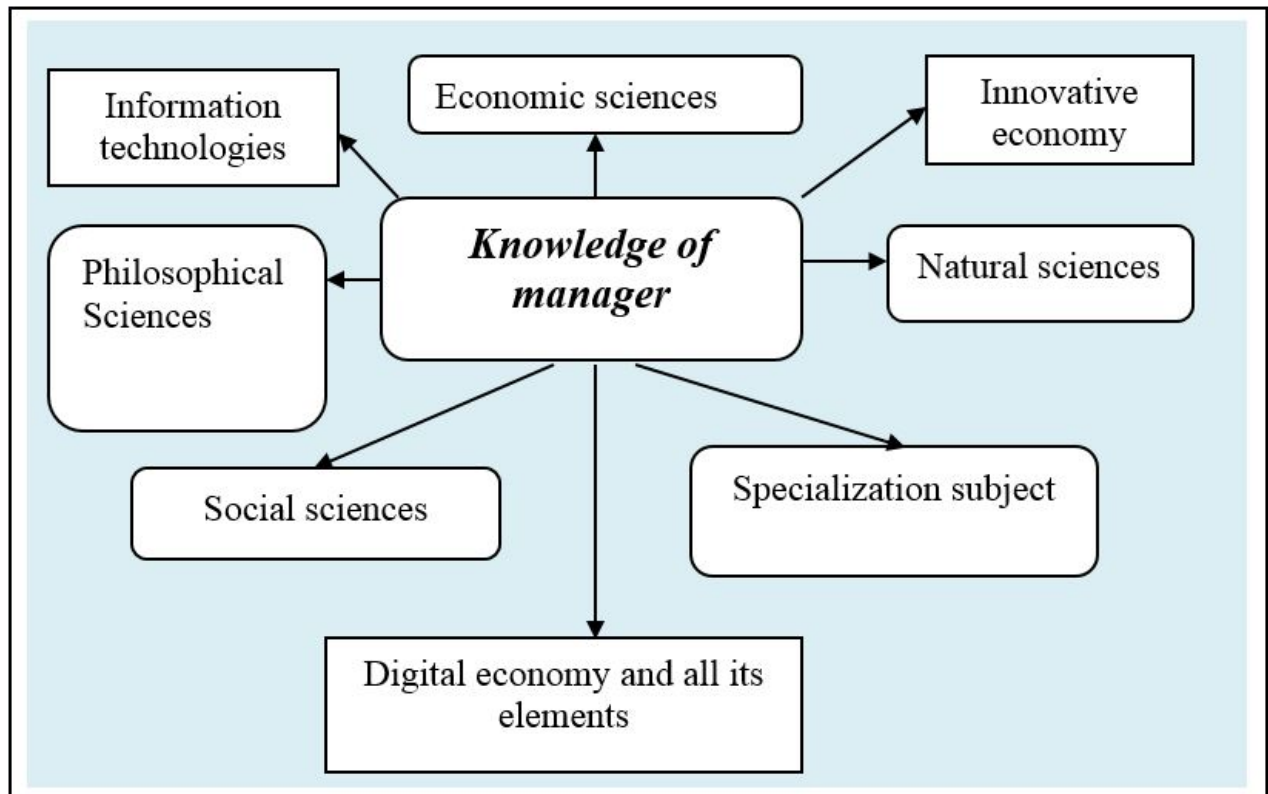 Information
technologies
Economic sciences
Innovative
economy
Knowledge of
manager
Philosophical
Sciences
Natural sciences
Social sciences
Specialization subject
Digital economy and all its
elements